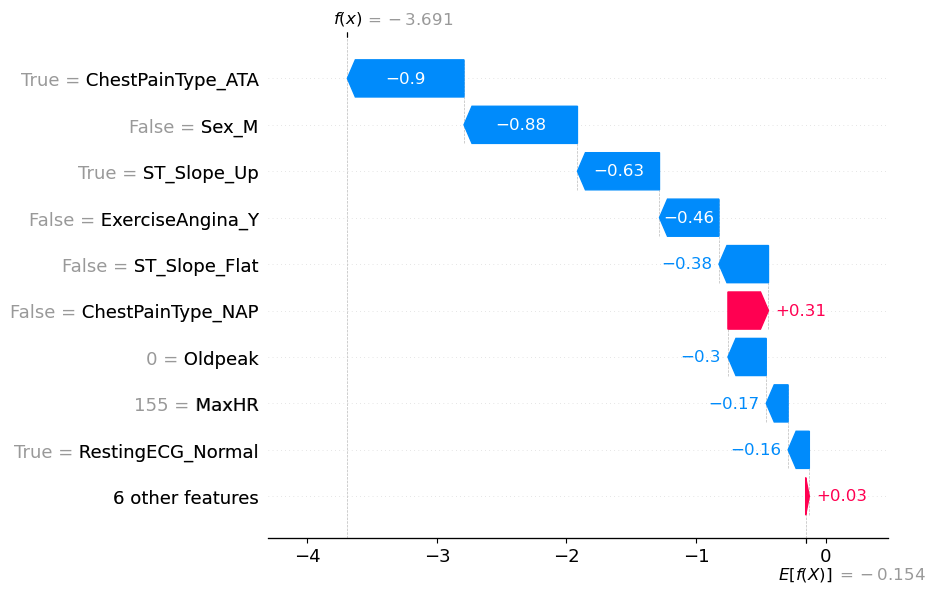 f(x) = −3.691
True = ChestPainType_ATA
−0.9
False = Sex_M
−0.88
True = ST_Slope_Up
−0.63
False = ExerciseAngina_Y
−0.46
False = ST_Slope_Flat
−0.38
False = ChestPainType_NAP
+0.31
0 = Oldpeak
−0.3
155 = MaxHR
−0.17
True = RestingECG_Normal
−0.16
6 other features
+0.03
−4 −3 −2 −1 0
E[f(X)] = −0.154